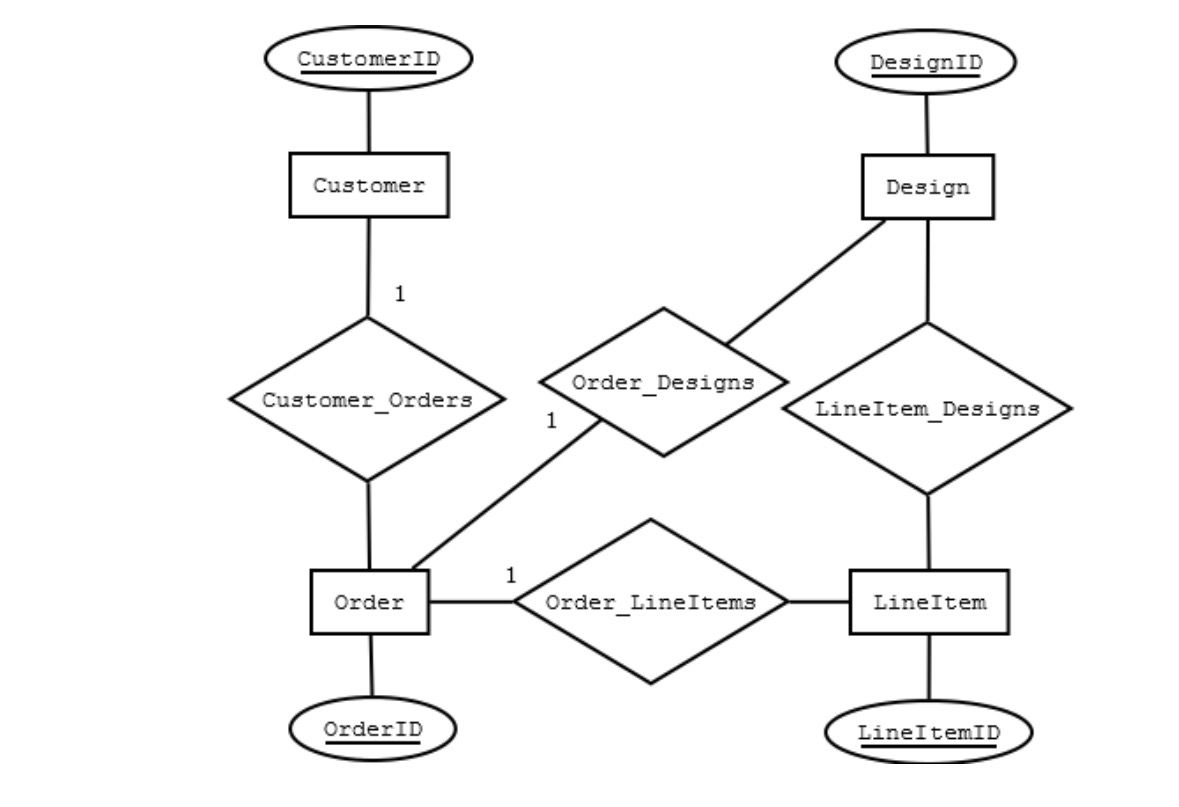 CustomerID
DesignID
Customer
Design
1
Order_Designs
Customer_Orders
LineItem_Designs
1
1
Order
Order_LineItems
LineItem
OrderID
LineItemID